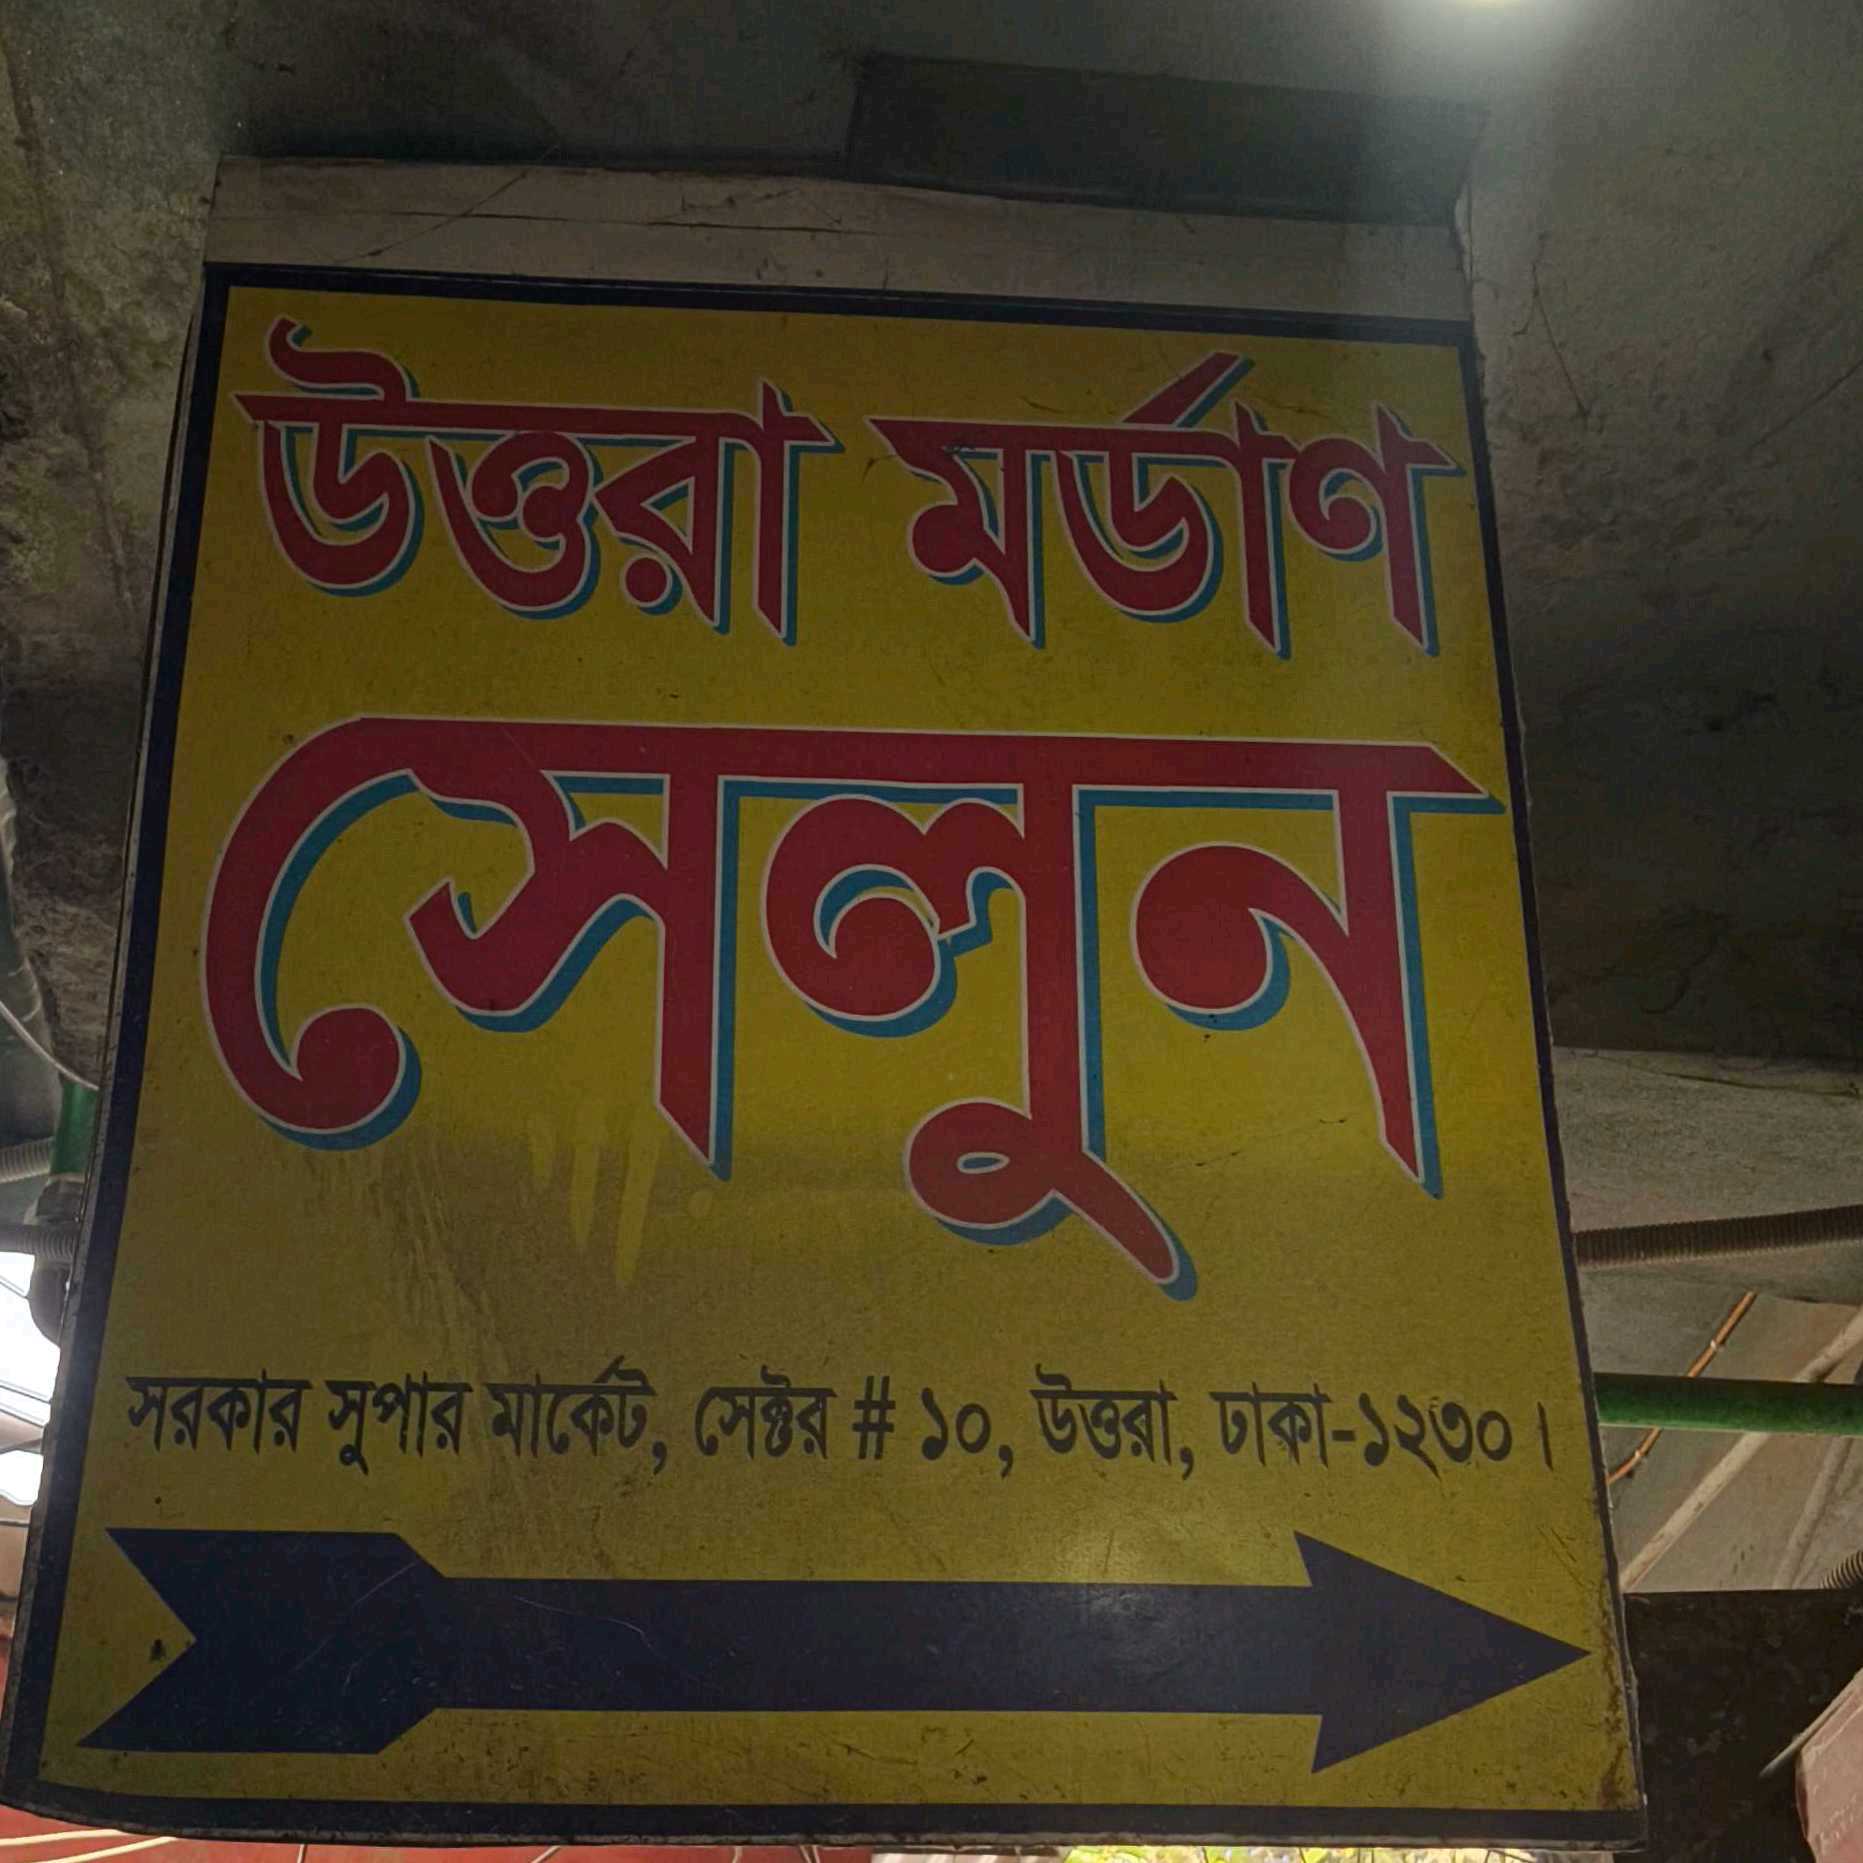 উত্তরা মর্ডাণ
সেলুন
সরকার সুপার মার্কেট, সেক্টর # ১০, উত্তরা, ঢাকা-১২৩০।